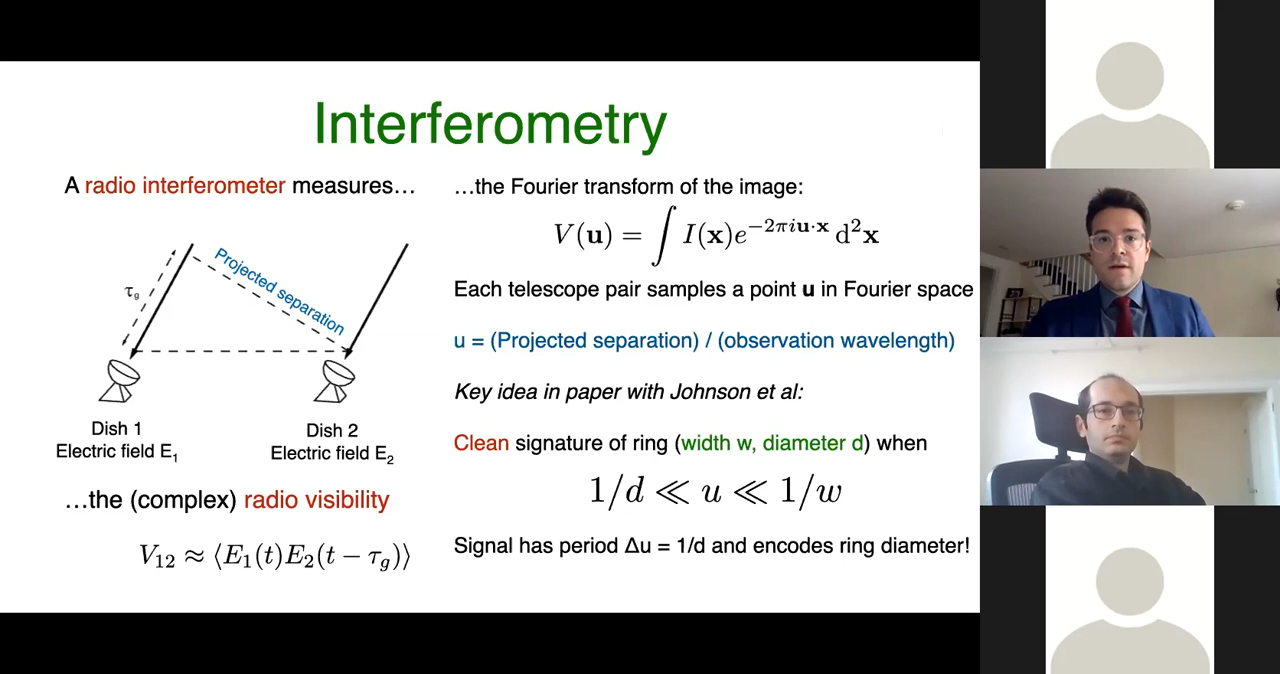 Interferometry
A radio interferometer measures…
τg
Projected separation
Dish 1
Electric field E1
Dish 2
Electric field E2
…the (complex) radio visibility
V12 ≈ ⟨E1(t)E2(t − τg)⟩
…the Fourier transform of the image:
V(u) = ∫ I(x)e^{−2πiu·x} d²x
Each telescope pair samples a point u in Fourier space
u = (Projected separation) / (observation wavelength)
Key idea in paper with Johnson et al:
Clean signature of ring (width w, diameter d) when
1/d ≪ u ≪ 1/w
Signal has period Δu = 1/d and encodes ring diameter!